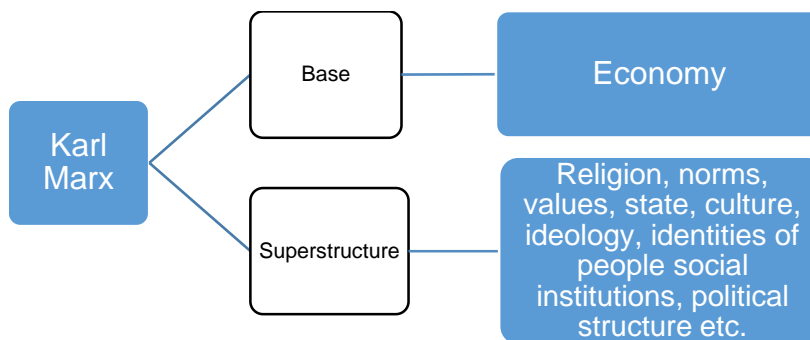 Karl
Marx
Base
Economy
Superstructure
Religion, norms,
values, state, culture,
ideology, identities of
people social
institutions, political
structure etc.